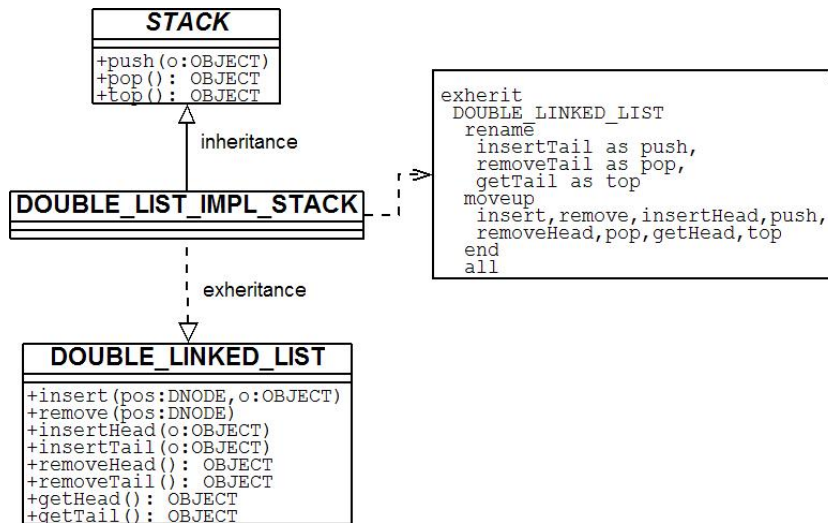 STACK
+push(o:OBJECT)
+pop(): OBJECT
+top(): OBJECT
inheritance
DOUBLE_LIST_IMPL_STACK
exherit
DOUBLE_LINKED_LIST
rename
insertTail as push,
removeTail as pop,
getTail as top
moveup
insert,remove,insertHead,push,
removeHead,pop,getHead,top
end
all
exheritance
DOUBLE_LINKED_LIST
+insert(pos:DNODE,o:OBJECT)
+remove(pos:DNODE)
+insertHead(o:OBJECT)
+insertTail(o:OBJECT)
+removeHead(): OBJECT
+removeTail(): OBJECT
+getHead(): OBJECT
+getTail(): OBJECT